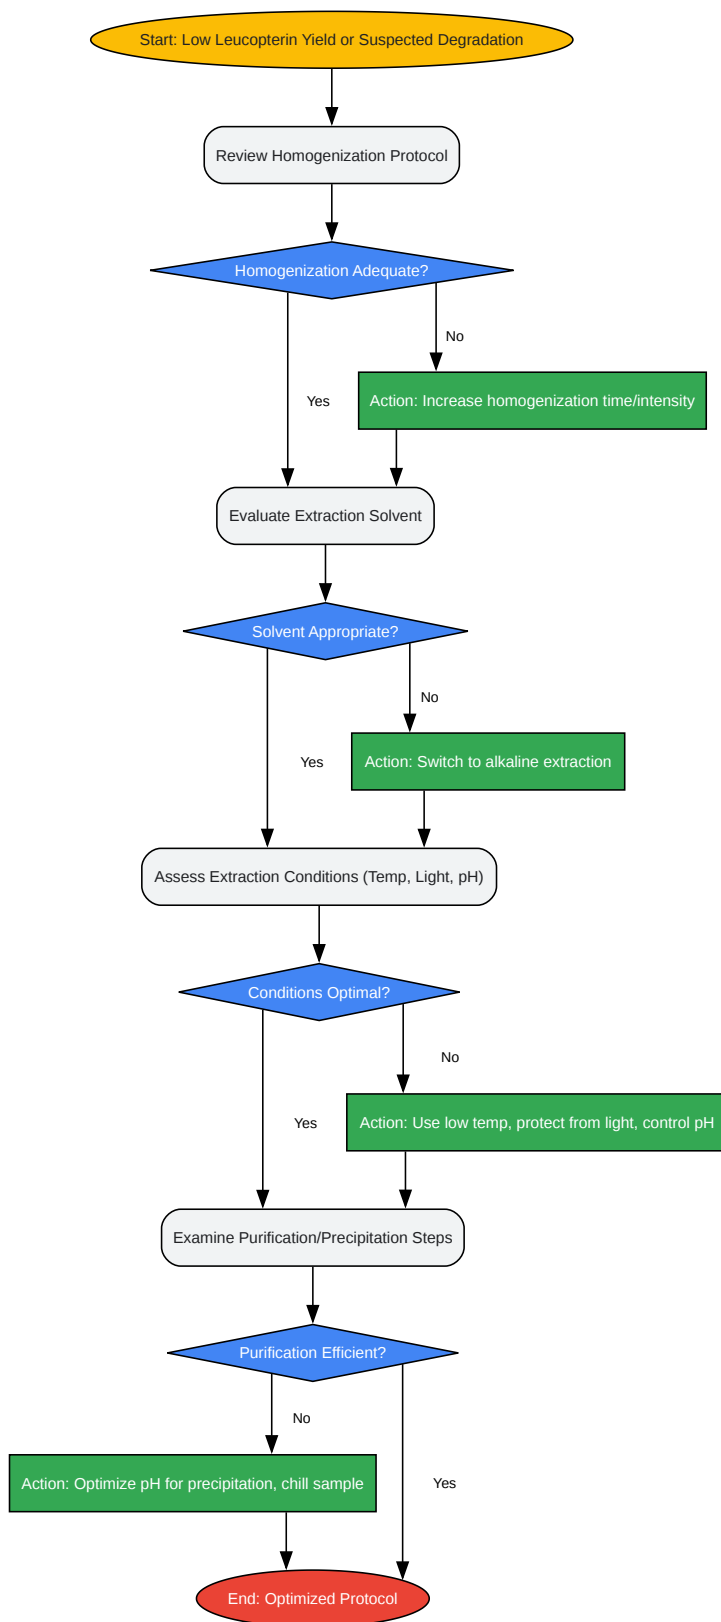 Start: Low Leucopterin Yield or Suspected Degradation
Review Homogenization Protocol
Homogenization Adequate?
No
Yes
Action: Increase homogenization time/intensity
Evaluate Extraction Solvent
Solvent Appropriate?
No
Yes
Action: Switch to alkaline extraction
Assess Extraction Conditions (Temp, Light, pH)
Conditions Optimal?
No
Yes
Action: Use low temp, protect from light, control pH
Examine Purification/Precipitation Steps
Purification Efficient?
No
Action: Optimize pH for precipitation, chill sample
Yes
End: Optimized Protocol